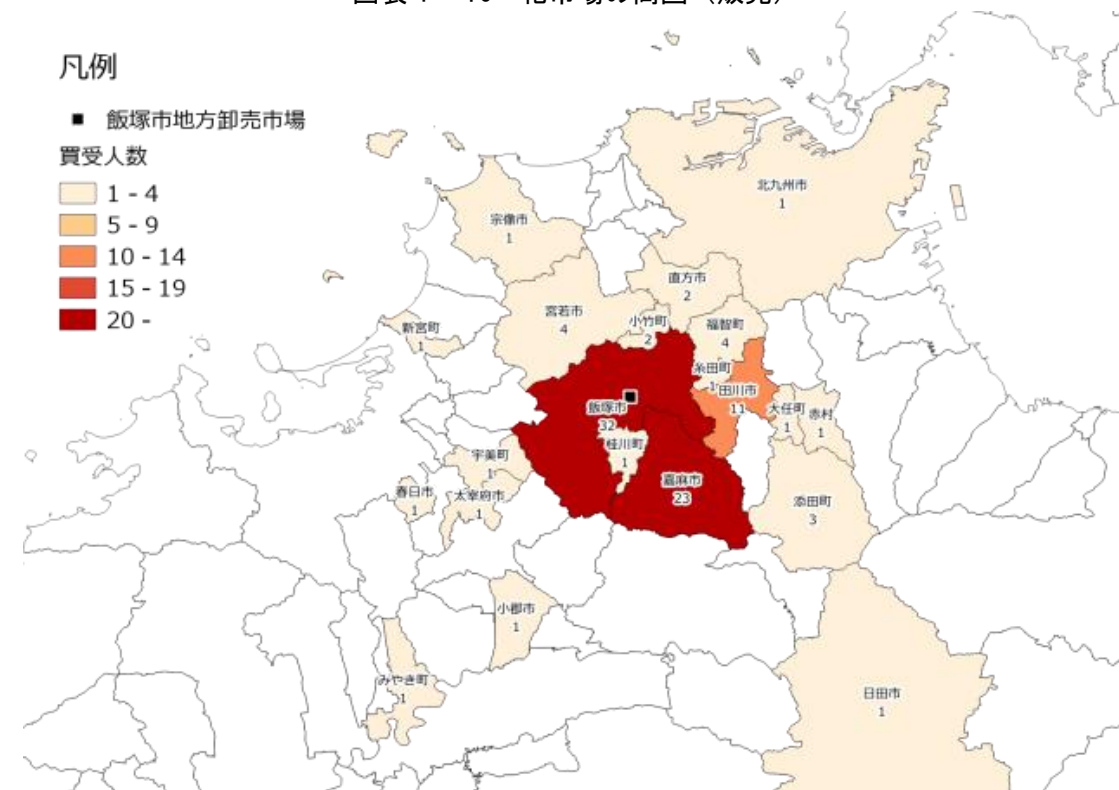 凡例
飯塚市地方卸売市場
買受人数
1 - 4
5 - 9
10 - 14
15 - 19
20 -
北九州市
1
宗像市
1
直方市
2
宮若市
4
小竹町
2
福智町
4
新宮町
1
糸田町
1
田川市
11
大任町
1
赤村
1
飯塚市
32
桂川町
1
宇美町
1
嘉麻市
23
春日市
1
太宰府市
1
添田町
3
小郡市
1
みやき町
1
日田市
1